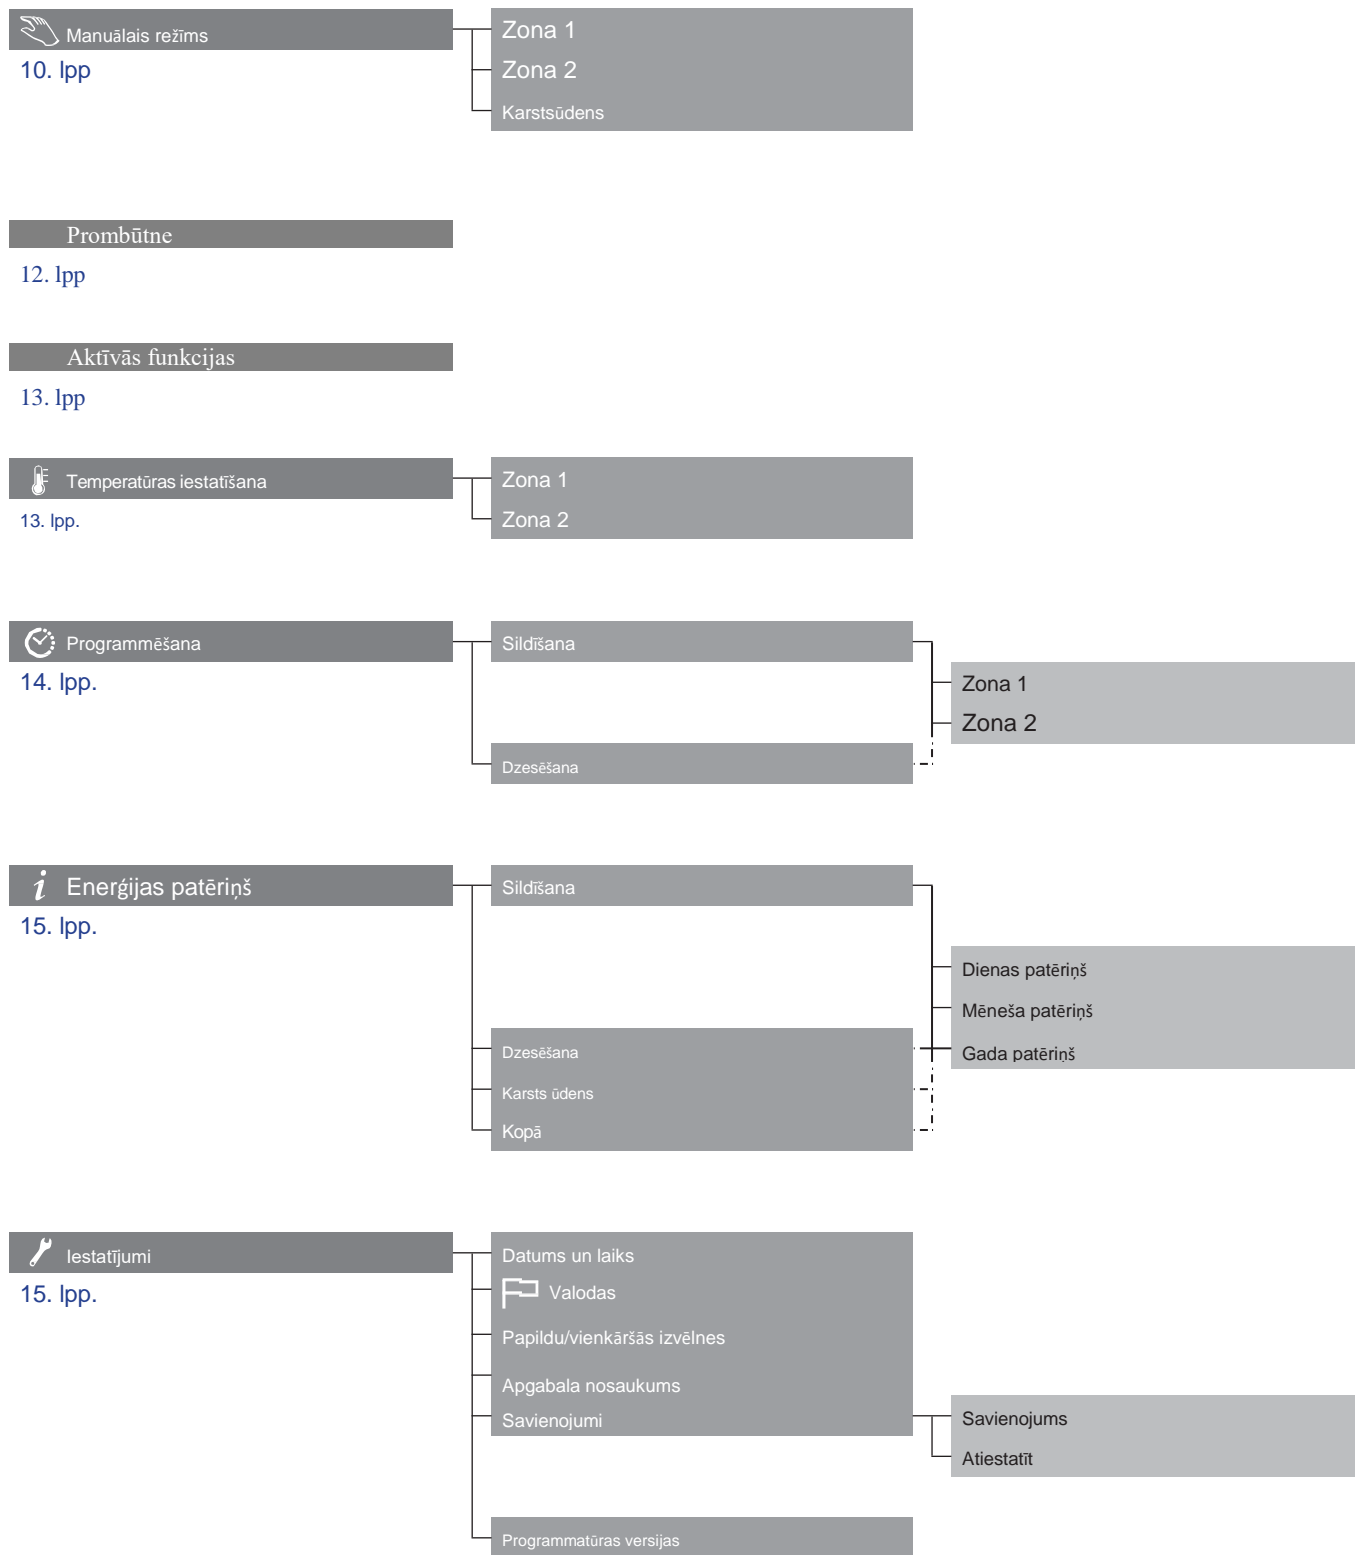 Manuālais režīms
10. lpp
Zona 1
Zona 2
Karstsūdens
Prombūtne
12. lpp
Aktīvās funkcijas
13. lpp
Temperatūras iestatīšana
13. lpp.
Zona 1
Zona 2
Programmēšana
14. lpp.
Sildīšana
Zona 1
Zona 2
Dzesēšana
Enerģijas patēriņš
15. lpp.
Sildīšana
Dienas patēriņš
Mēneša patēriņš
Gada patēriņš
Dzesēšana
Karsts ūdens
Kopā
Iestatījumi
15. lpp.
Datums un laiks
Valodas
Papildu/vienkāršās izvēlnes
Apgabala nosaukums
Savienojumi
Savienojums
Atiestatīt
Programmatūras versijas